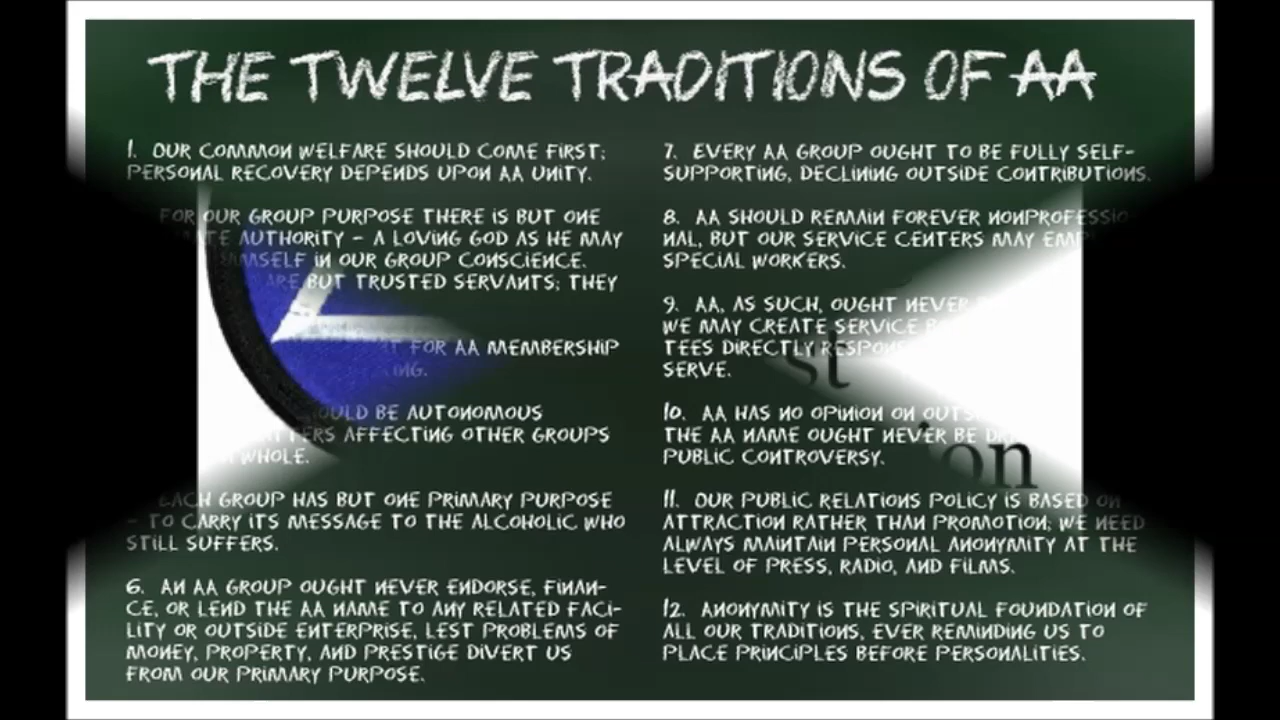 THE TWELVE TRADITIONS OF AA
1. OUR COMMON WELFARE SHOULD COME FIRST;
PERSONAL RECOVERY DEPENDS UPON AA UNITY.
FOR OUR GROUP PURPOSE THERE IS BUT ONE
AUTHORITY – A LOVING GOD AS HE MAY
IN OUR GROUP CONSCIENCE.
ARE BUT TRUSTED SERVANTS; THEY
FOR AA MEMBERSHIP
BE AUTONOMOUS
AFFECTING OTHER GROUPS
WHOLE.
EACH GROUP HAS BUT ONE PRIMARY PURPOSE
– TO CARRY ITS MESSAGE TO THE ALCOHOLIC WHO
STILL SUFFERS.
6. AN AA GROUP OUGHT NEVER ENDORSE, FINAN-
CE, OR LEND THE AA NAME TO ANY RELATED FACI-
LITY OR OUTSIDE ENTERPRISE, LEST PROBLEMS OF
MONEY, PROPERTY, AND PRESTIGE DIVERT US
FROM OUR PRIMARY PURPOSE.
7. EVERY AA GROUP OUGHT TO BE FULLY SELF-
SUPPORTING, DECLINING OUTSIDE CONTRIBUTIONS.
8. AA SHOULD REMAIN FOREVER NONPROFESSIO-
NAL, BUT OUR SERVICE CENTERS MAY
SPECIAL WORKERS.
9. AA, AS SUCH, OUGHT NEVER
WE MAY CREATE SERVICE
TEES DIRECTLY
SERVE.
st
10. AA HAS NO OPINION ON
THE AA NAME OUGHT NEVER BE
PUBLIC CONTROVERSY.
on
11. OUR PUBLIC RELATIONS POLICY IS BASED ON
ATTRACTION RATHER THAN PROMOTION; WE NEED
ALWAYS MAINTAIN PERSONAL ANONYMITY AT THE
LEVEL OF PRESS, RADIO, AND FILMS.
12. ANONYMITY IS THE SPIRITUAL FOUNDATION OF
ALL OUR TRADITIONS, EVER REMINDING US TO
PLACE PRINCIPLES BEFORE PERSONALITIES.